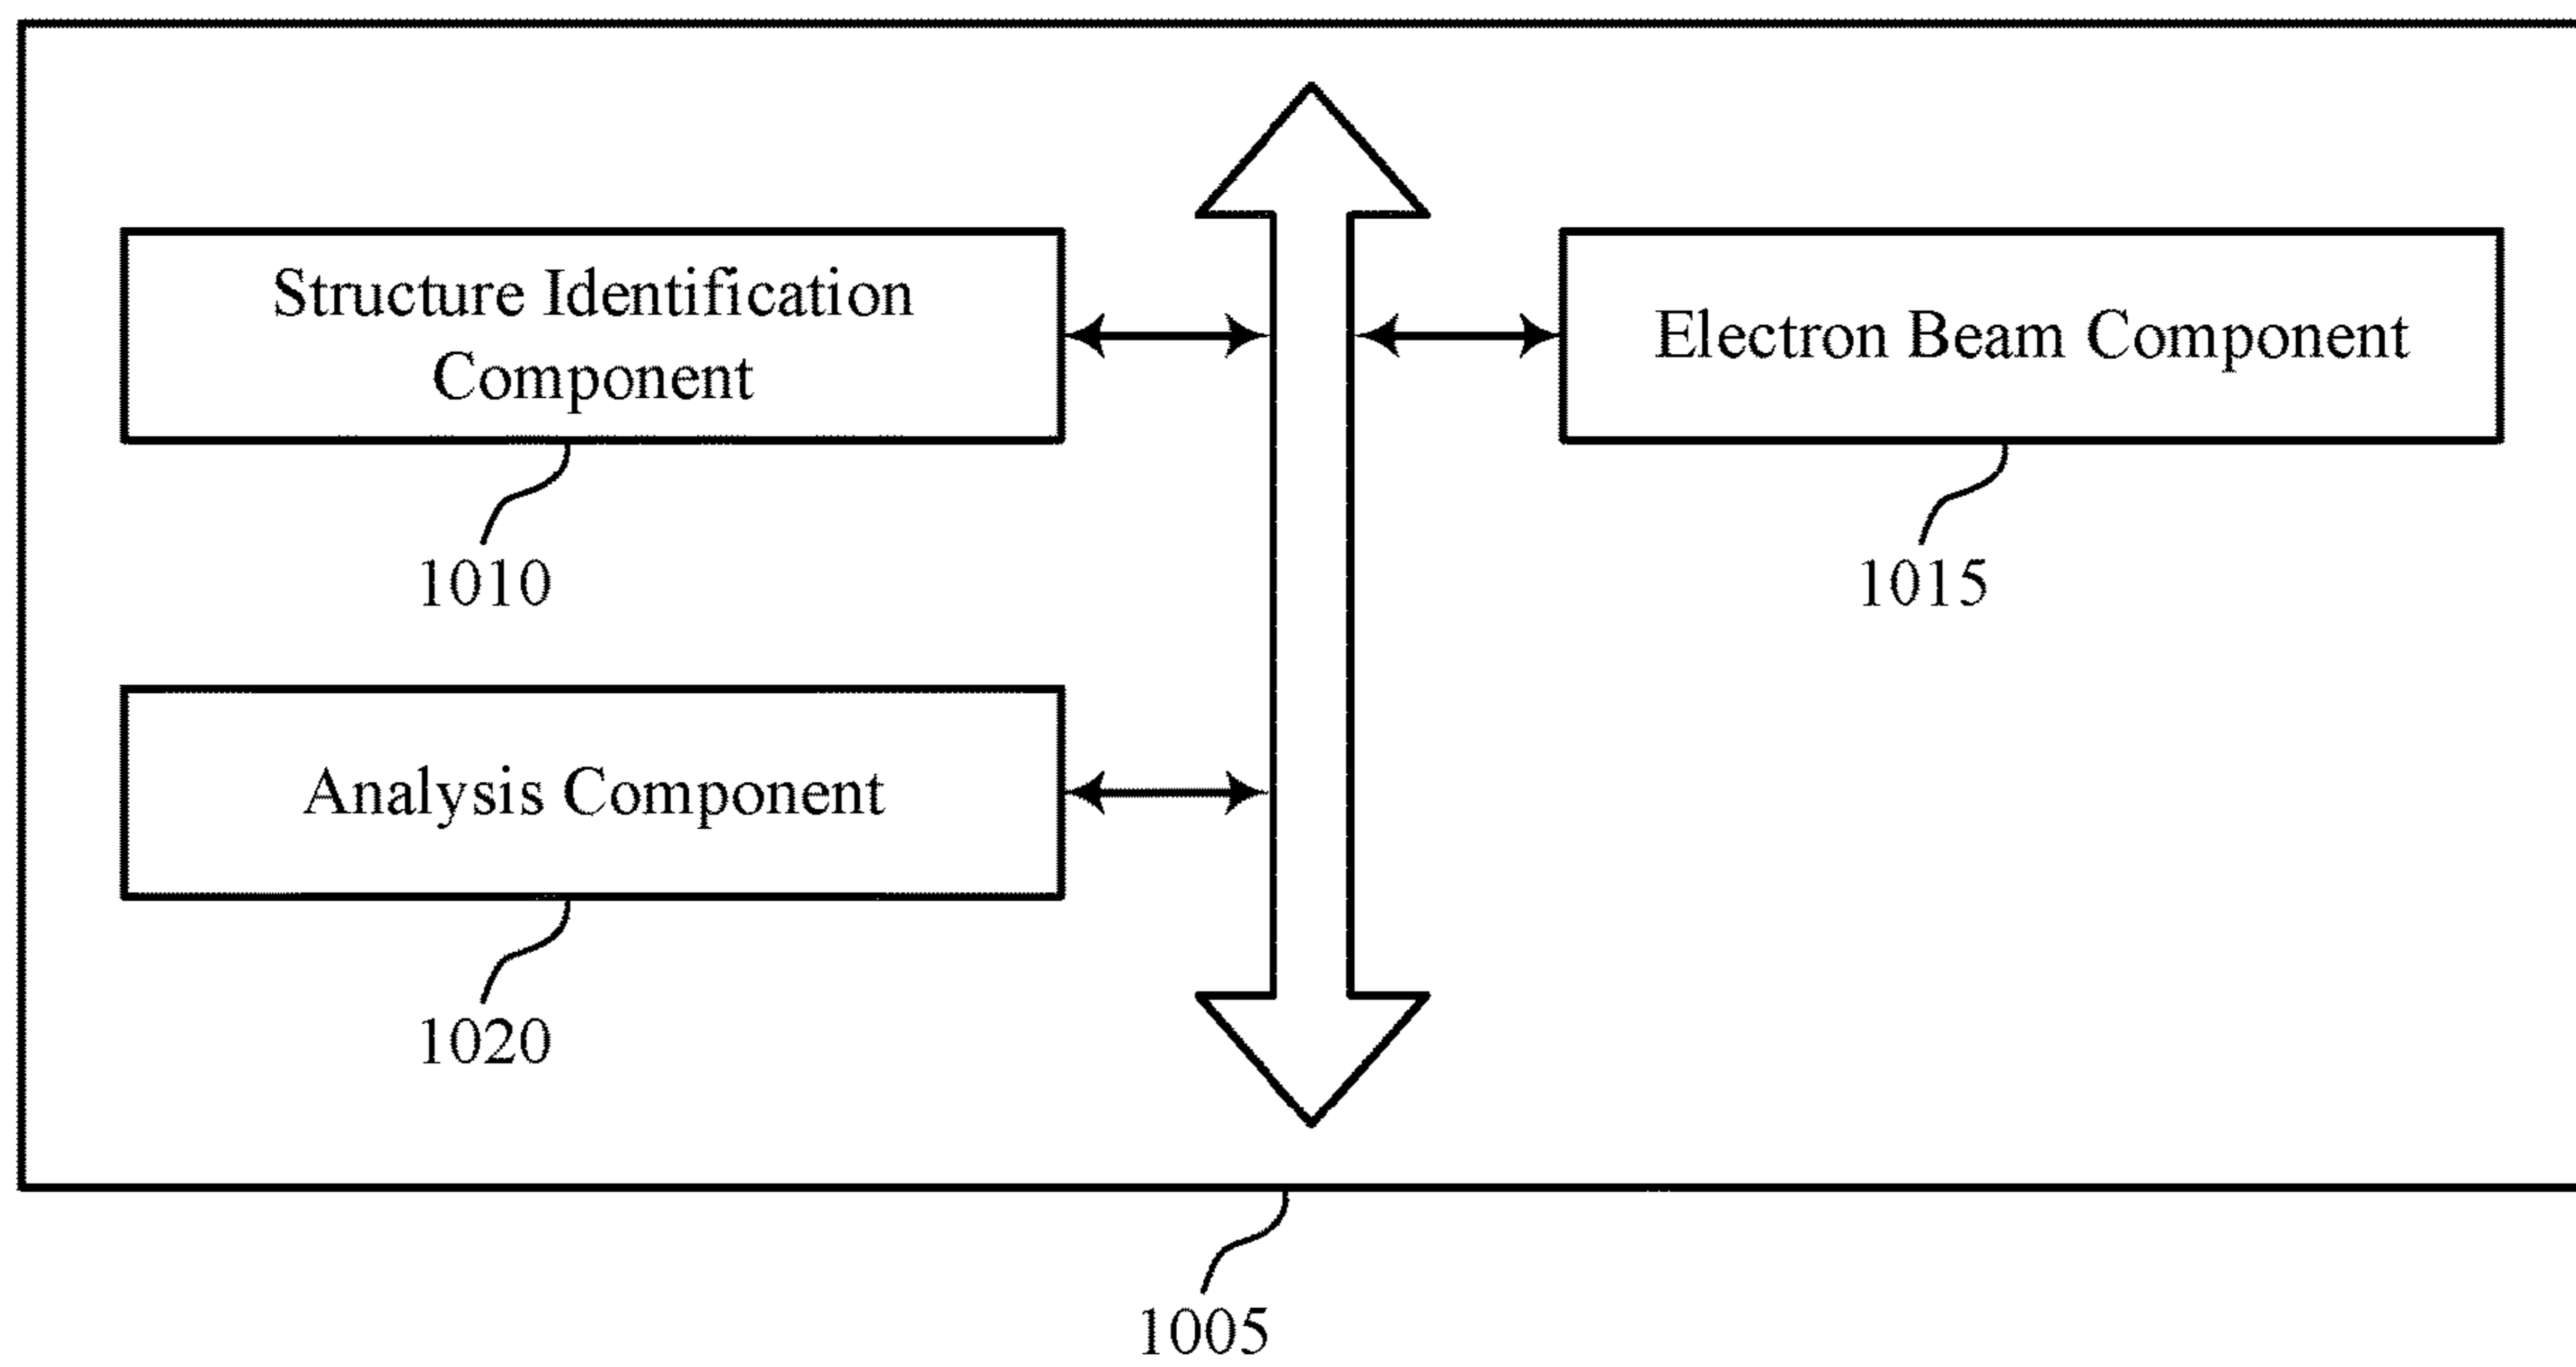 Structure Identification
Component
Electron Beam Component
1010
1015
Analysis Component
1020
1005